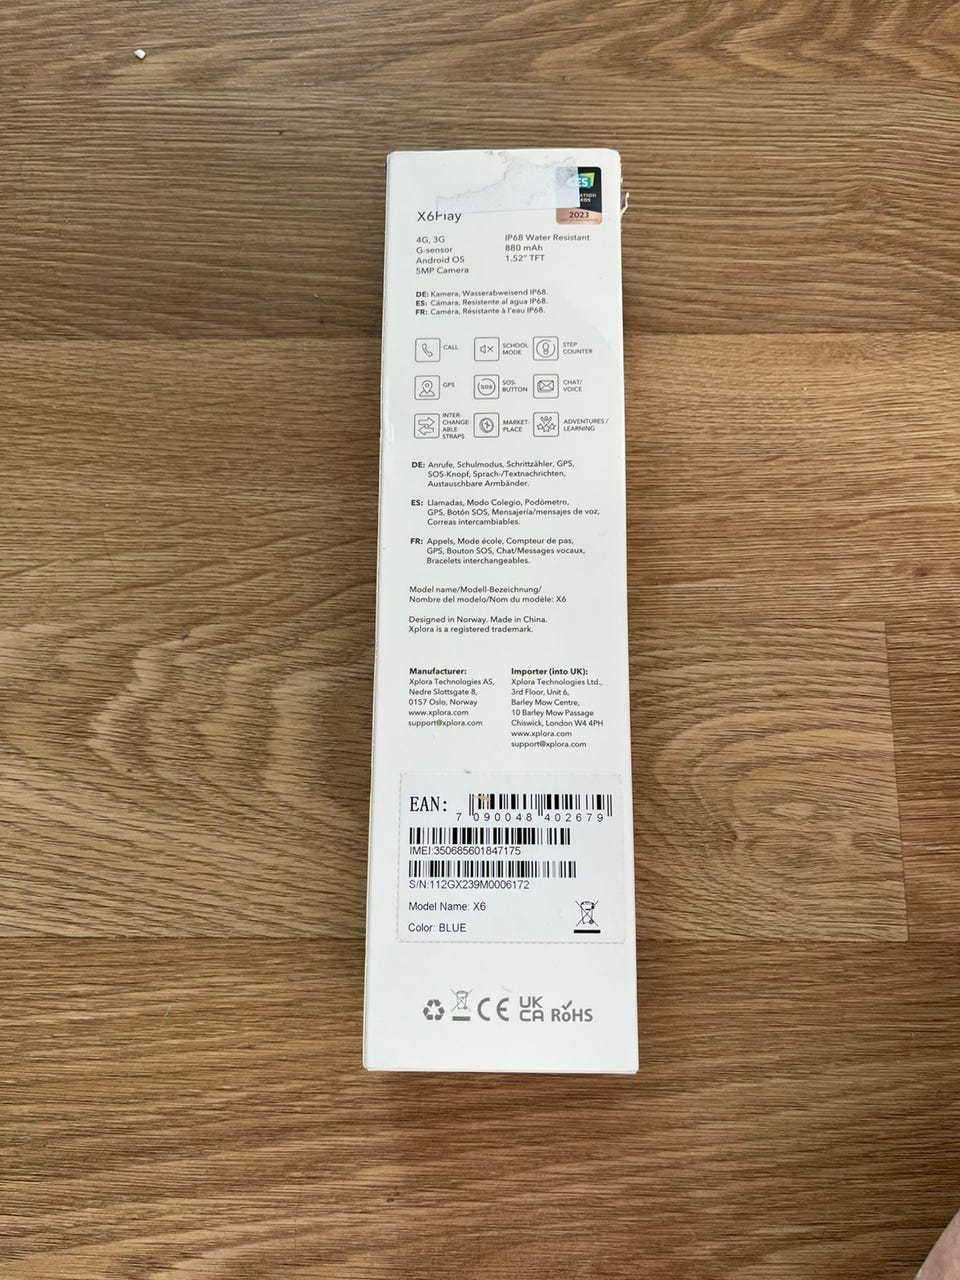 X6Play
4G, 3G
G-sensor
Android OS
5MP Camera
IP68 Water Resistant
880 mAh
1.52" TFT
2023
DE: Kamera, Wasserabweisend IP68.
ES: Cámara, Resistente al agua IP68.
FR: Caméra, Résistante à l'eau IP68.
CALL
SCHOOL
MODE
STEP
COUNTER
GPS
SOS
SOS-
BUTTON
CHAT/
VOICE
INTER-
CHANGE-
ABLE
STRAPS
MARKET-
PLACE
ADVENTURES /
LEARNING
DE: Anrufe, Schulmodus, Schrittzähler, GPS,
SOS-Knopf, Sprach-/Textnachrichten,
Austauschbare Armbänder.
ES: Llamadas, Modo Colegio, Podómetro,
GPS, Botón SOS, Mensajería/mensajes de voz,
Correas intercambiables.
FR: Appels, Mode école, Compteur de pas,
GPS, Bouton SOS, Chat/Messages vocaux,
Bracelets interchangeables.
Model name/Modell-Bezeichnung/
Nombre del modelo/Nom du modèle: X6
Designed in Norway. Made in China.
Xplora is a registered trademark.
Manufacturer:
Xplora Technologies AS,
Nedre Slottsgate 8,
0157 Oslo, Norway
www.xplora.com
support@xplora.com
Importer (into UK):
Xplora Technologies Ltd.,
3rd Floor, Unit 6,
Barley Mow Centre,
10 Barley Mow Passage
Chiswick, London W4 4PH
www.xplora.com
support@xplora.com
EAN:
7 090048 402679
IMEI:350685601847175
S/N:112GX239M0006172
Model Name: X6
Color: BLUE
CE
UK
CA
RoHS